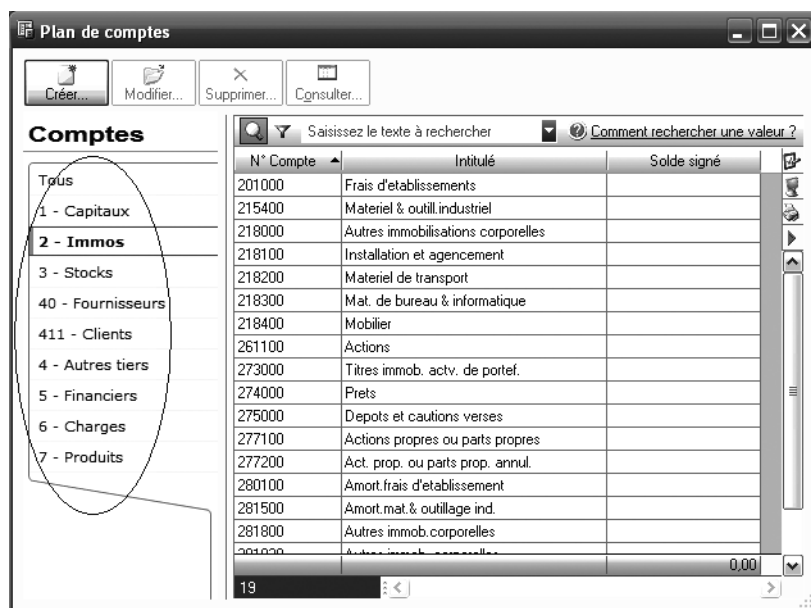 Plan de comptes
Créer... Modifier... Supprimer... Consulter...
Comptes
Tous
1 - Capitaux
2 - Immos
3 - Stocks
40 - Fournisseurs
411 - Clients
4 - Autres tiers
5 - Financiers
6 - Charges
7 - Produits
Saisissez le texte à rechercher Comment rechercher une valeur ?
N° Compte Intitulé Solde signé
201000 Frais d'etablissements
215400 Materiel & outill.industriel
218000 Autres immobilisations corporelles
218100 Installation et agencement
218200 Materiel de transport
218300 Mat. de bureau & informatique
218400 Mobilier
261100 Actions
273000 Titres immob. actv. de portef.
274000 Prets
275000 Depots et cautions verses
277100 Actions propres ou parts propres
277200 Act. prop. ou parts prop. annul.
280100 Amort.frais d'etablissement
281500 Amort.mat.& outillage ind.
281800 Autres immob.corporelles
0,00
19